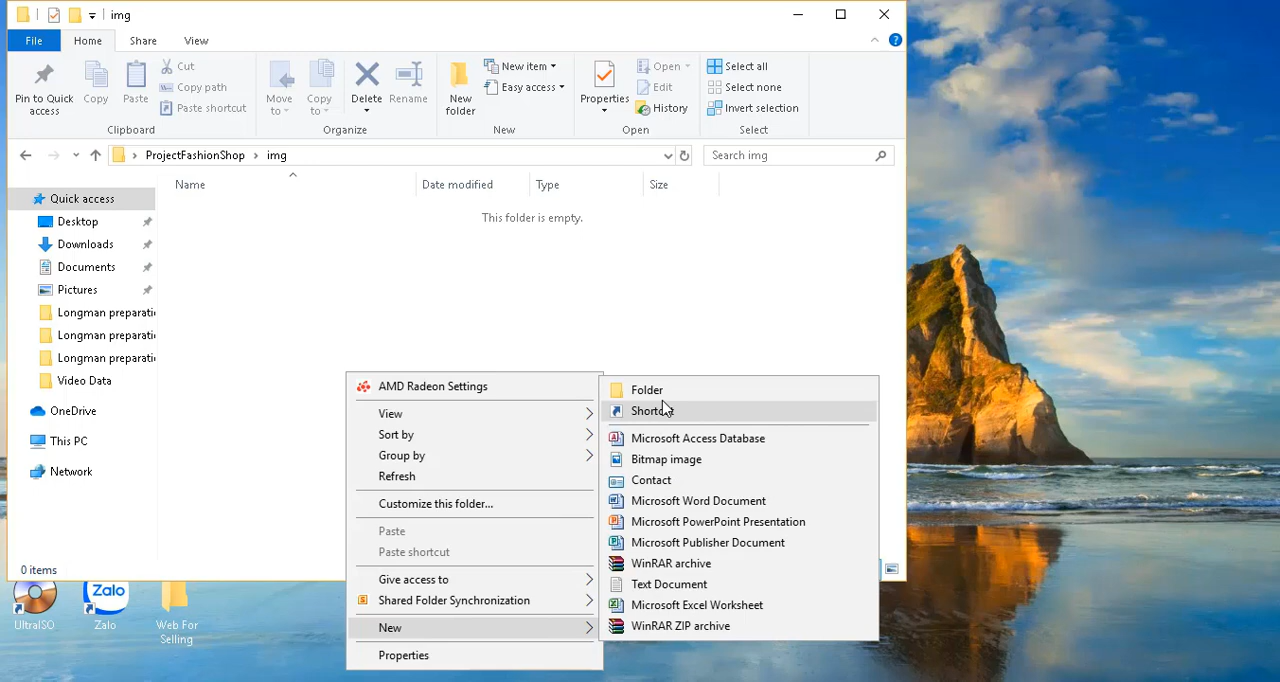 img
File
Home
Share
View
Pin to Quick
access
Copy
Paste
Cut
Copy path
Paste shortcut
Clipboard
Move
to
Copy
to
Delete
Rename
Organize
New
folder
New item
Easy access
New
Properties
Open
Edit
History
Open
Select all
Select none
Invert selection
Select
ProjectFashionShop › img
Search img
Name
Date modified
Type
Size
This folder is empty.
Quick access
Desktop
Downloads
Documents
Pictures
Longman preparati
Longman preparati
Longman preparati
Video Data
OneDrive
This PC
Network
0 items
AMD Radeon Settings
View
Sort by
Group by
Refresh
Customize this folder...
Paste
Paste shortcut
Give access to
Shared Folder Synchronization
New
Properties
Folder
Shortcut
Microsoft Access Database
Bitmap image
Contact
Microsoft Word Document
Microsoft PowerPoint Presentation
Microsoft Publisher Document
WinRAR archive
Text Document
Microsoft Excel Worksheet
WinRAR ZIP archive
UltraISO
Zalo
Zalo
Web For
Selling